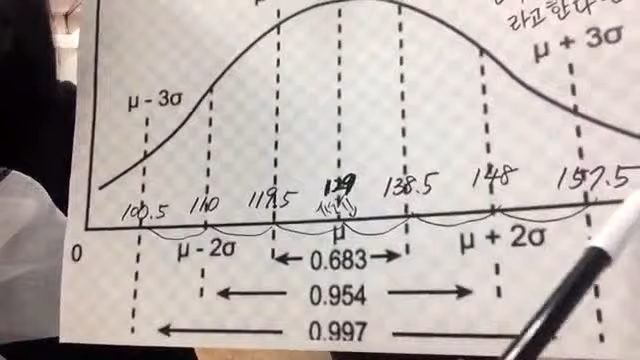 라고 한다
μ + 3σ
μ - 3σ
100.5 110 119.5 129 138.5 148 157.5
μ
0 μ - 2σ μ + 2σ
0.683
0.954
0.997